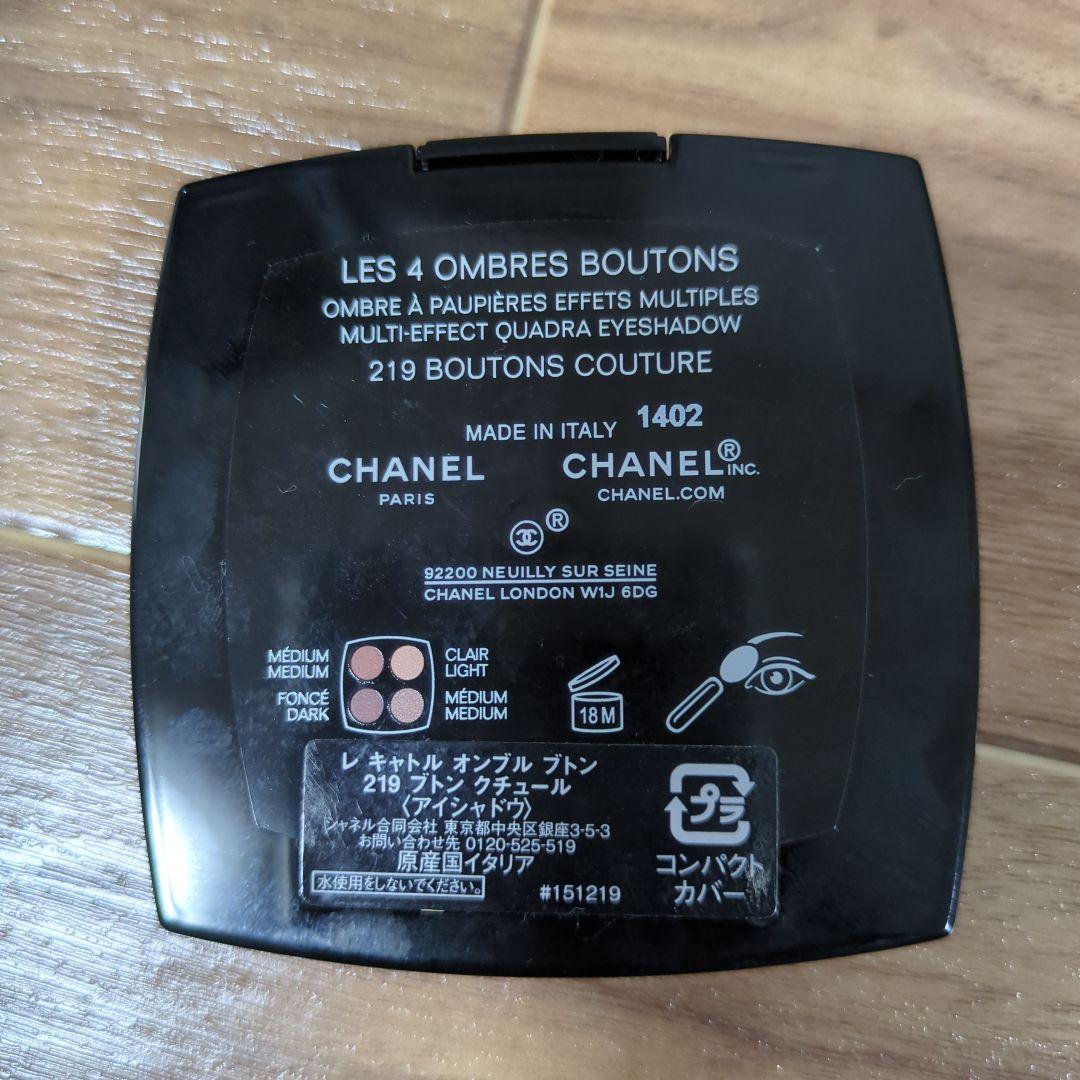 LES 4 OMBRES BOUTONS
OMBRE À PAUPIÈRES EFFETS MULTIPLES
MULTI-EFFECT QUADRA EYESHADOW
219 BOUTONS COUTURE
MADE IN ITALY 1402
CHANEL CHANEL® INC.
PARIS CHANEL.COM
®
92200 NEUILLY SUR SEINE
CHANEL LONDON W1J 6DG
MÉDIUM CLAIR
MEDIUM LIGHT
FONCÉ MÉDIUM
DARK MEDIUM
18 M
レ キャトル オンブル ブトン
219 ブトン クチュール
〈アイシャドウ〉
シャネル合同会社 東京都中央区銀座3-5-3
お問い合わせ先 0120-525-519
原産国イタリア
水使用をしないでください。
#151219
プラ
コンパクト
カバー